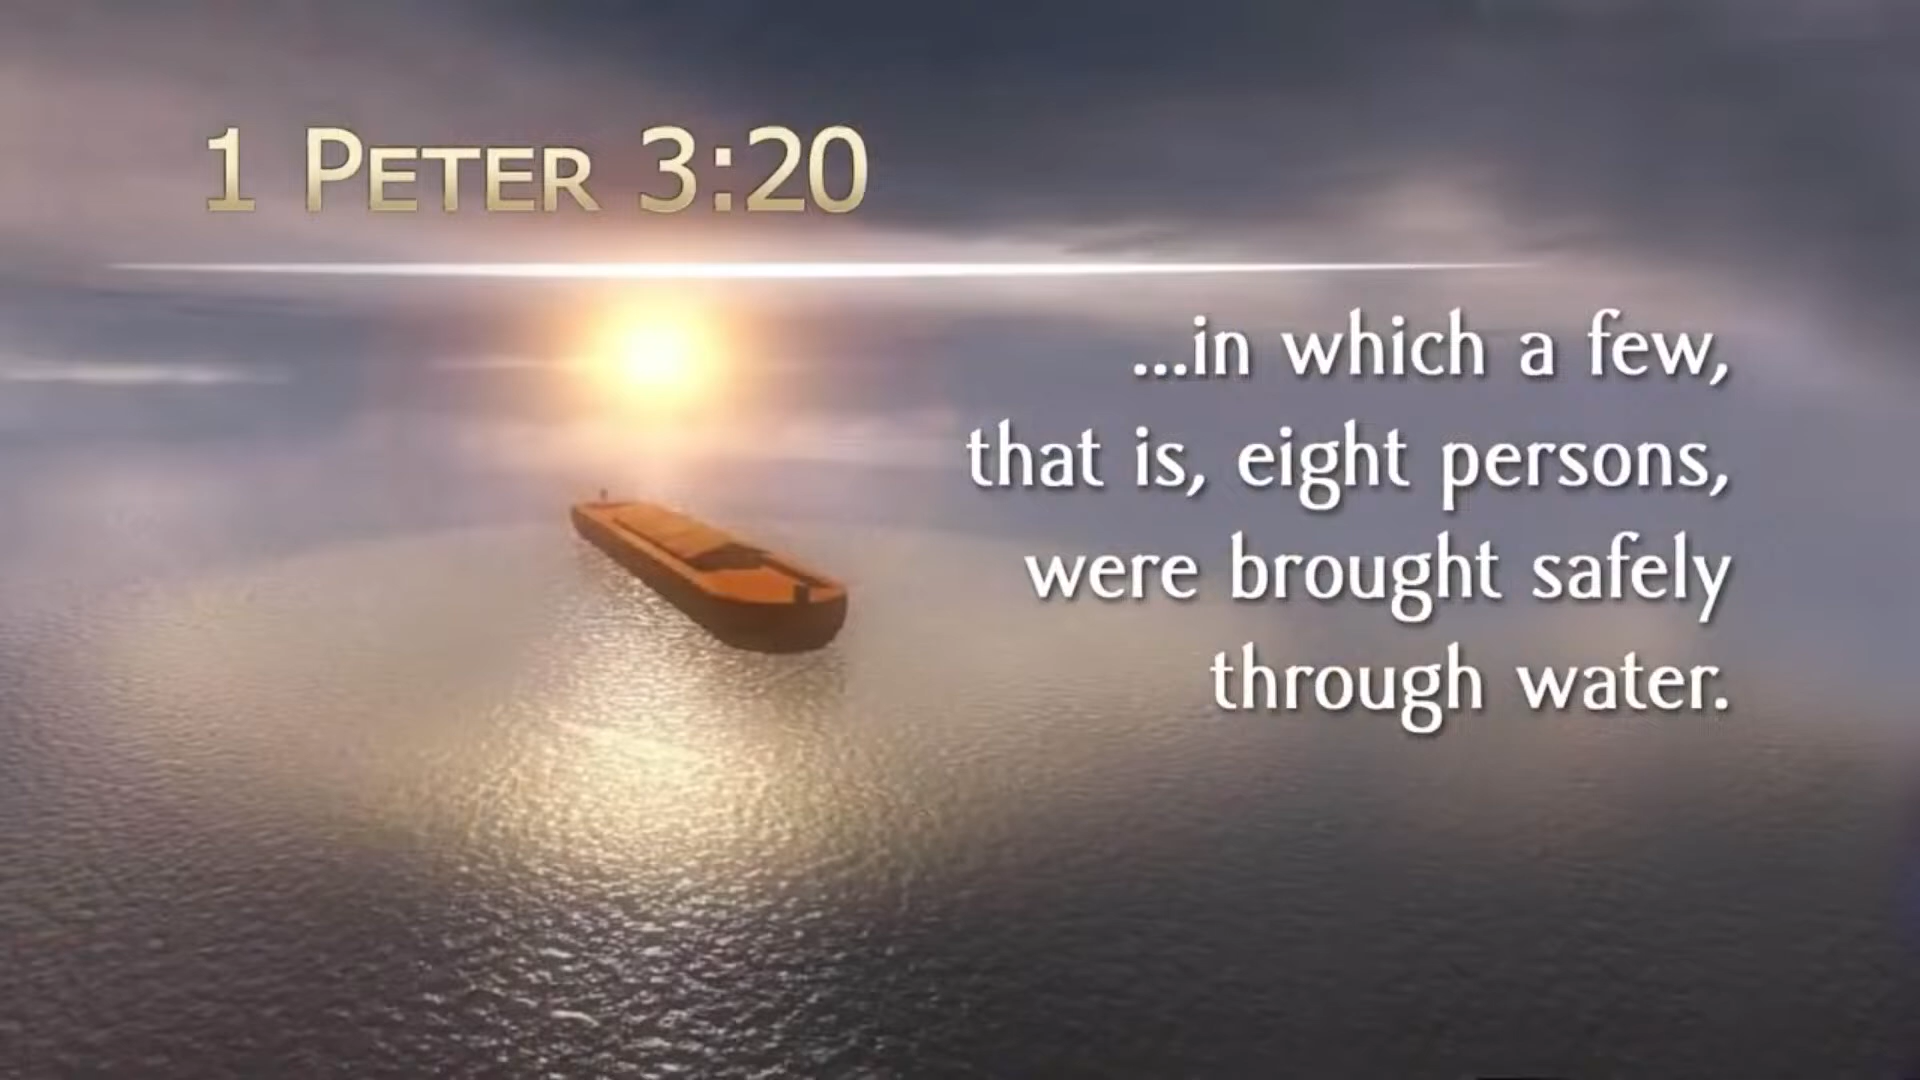 1 PETER 3:20
...in which a few,
that is, eight persons,
were brought safely
through water.